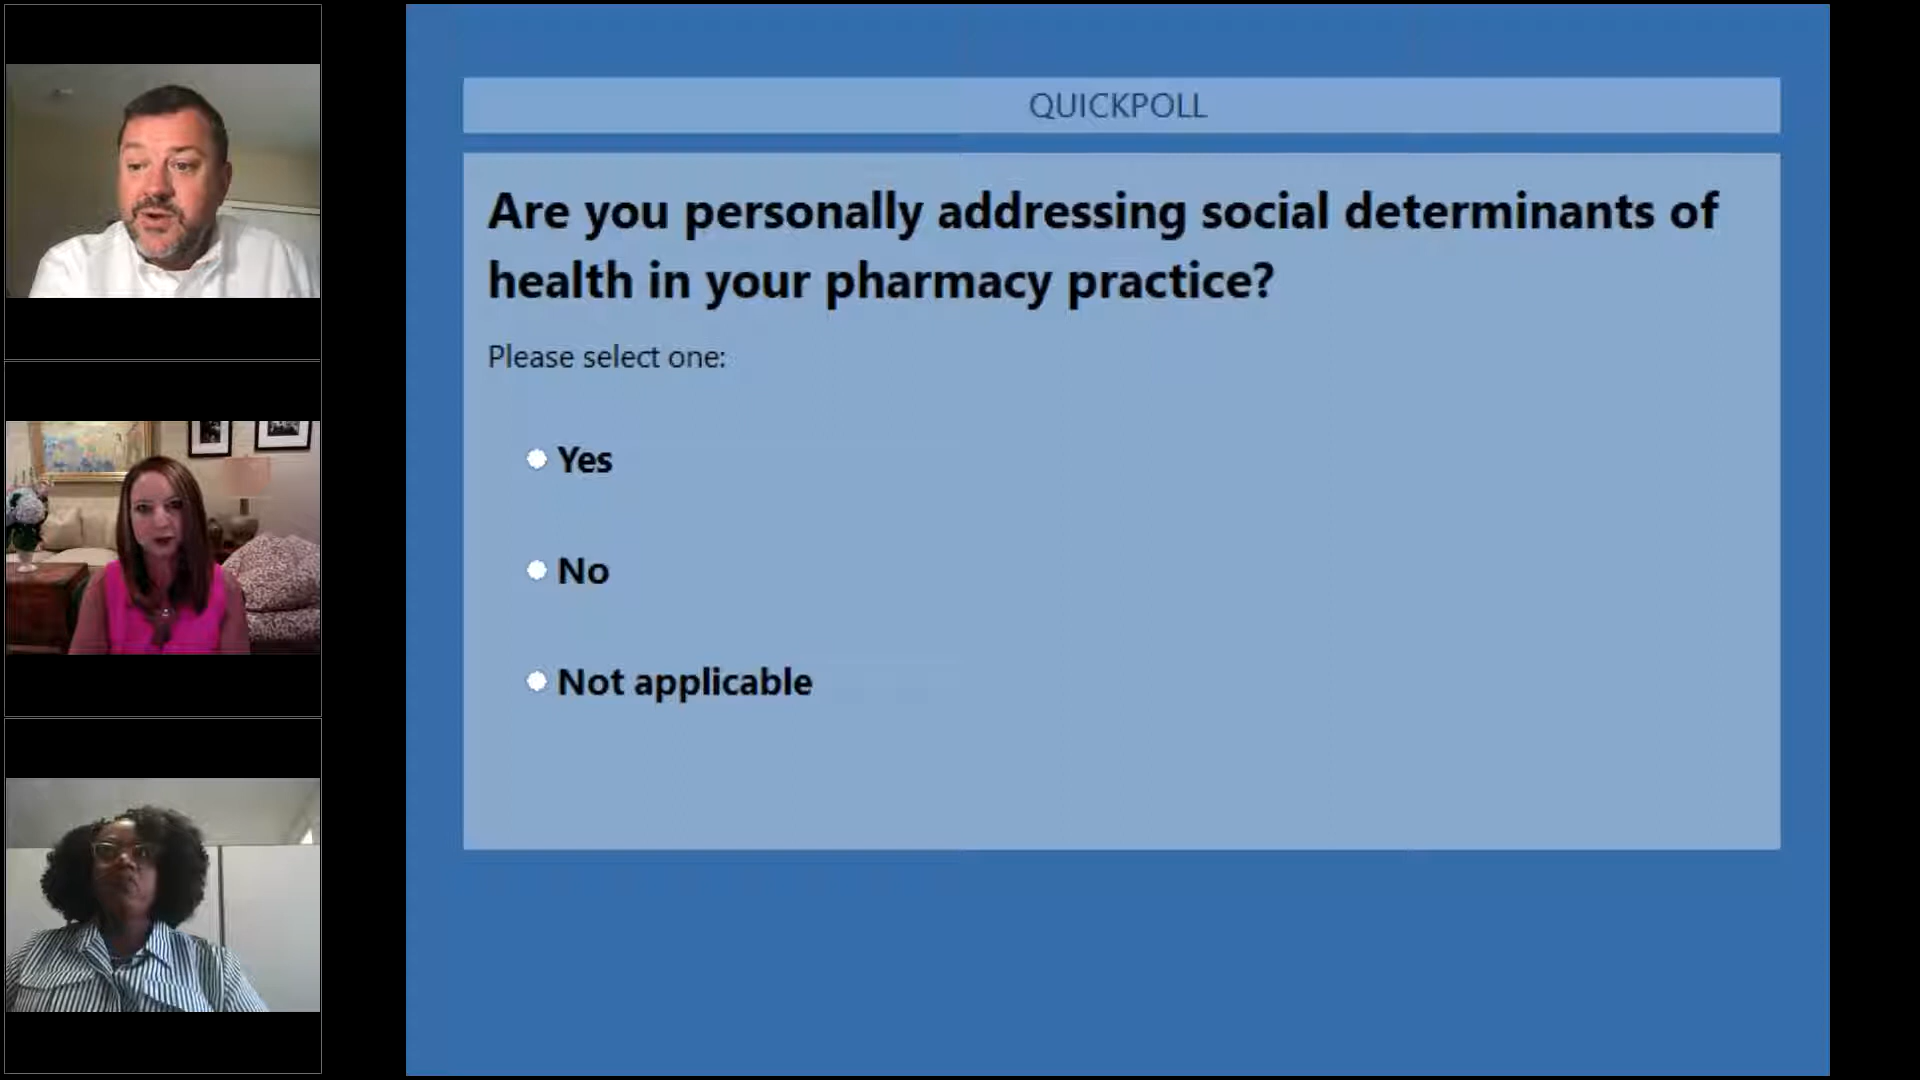 QUICKPOLL
Are you personally addressing social determinants of
health in your pharmacy practice?
Please select one:
Yes
No
Not applicable